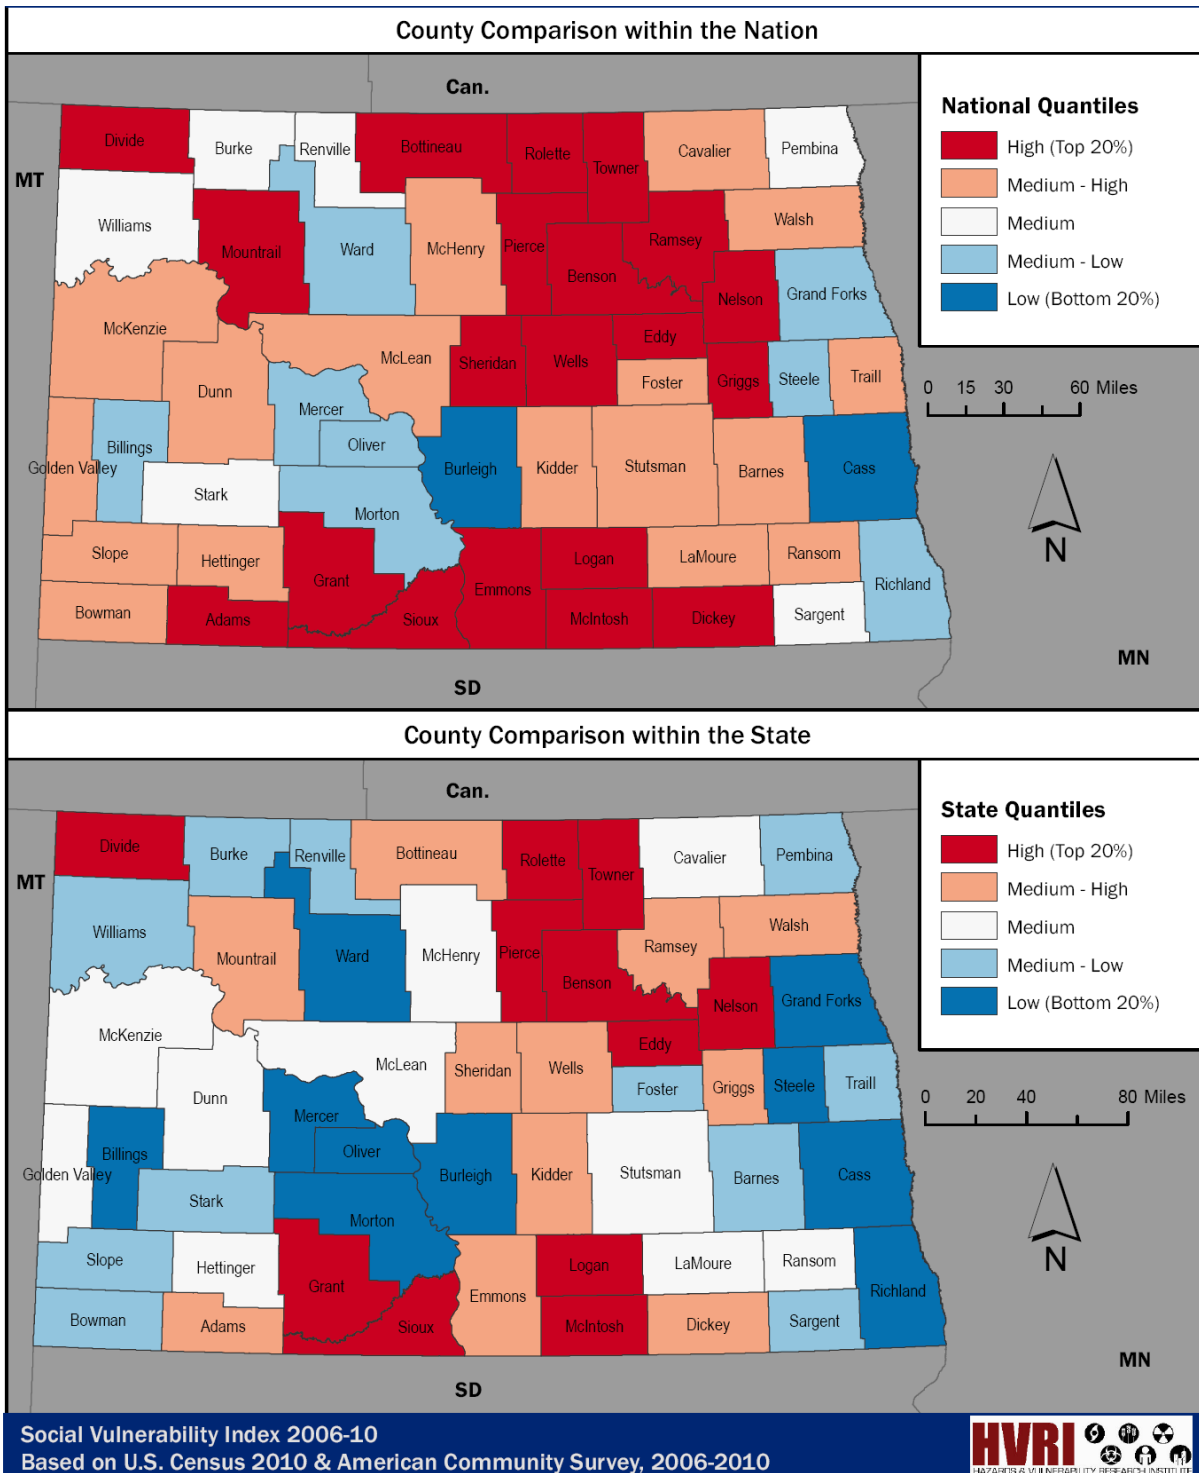 County Comparison within the Nation
Can.
MT
Divide
Burke
Renville
Bottineau
Rolette
Towner
Cavalier
Pembina
Williams
Mountrail
Ward
McHenry
Pierce
Benson
Ramsey
Walsh
Nelson
Grand Forks
McKenzie
Dunn
McLean
Sheridan
Wells
Eddy
Foster
Griggs
Steele
Traill
Golden Valley
Billings
Mercer
Oliver
Stark
Morton
Burleigh
Kidder
Stutsman
Barnes
Cass
Slope
Hettinger
Grant
Bowman
Adams
Sioux
Emmons
Logan
McIntosh
LaMoure
Dickey
Ransom
Sargent
Richland
SD
MN
National Quantiles
High (Top 20%)
Medium - High
Medium
Medium - Low
Low (Bottom 20%)
0 15 30 60 Miles
N
County Comparison within the State
Can.
MT
Divide
Burke
Renville
Bottineau
Rolette
Towner
Cavalier
Pembina
Williams
Mountrail
Ward
McHenry
Pierce
Benson
Ramsey
Walsh
Nelson
Grand Forks
McKenzie
Dunn
McLean
Sheridan
Wells
Eddy
Foster
Griggs
Steele
Traill
Golden Valley
Billings
Mercer
Oliver
Stark
Morton
Burleigh
Kidder
Stutsman
Barnes
Cass
Slope
Hettinger
Grant
Bowman
Adams
Sioux
Emmons
Logan
McIntosh
LaMoure
Dickey
Ransom
Sargent
Richland
SD
MN
State Quantiles
High (Top 20%)
Medium - High
Medium
Medium - Low
Low (Bottom 20%)
0 20 40 80 Miles
N
Social Vulnerability Index 2006-10
Based on U.S. Census 2010 & American Community Survey, 2006-2010
HVRI
HAZARDS & VULNERABILITY RESEARCH INSTITUTE